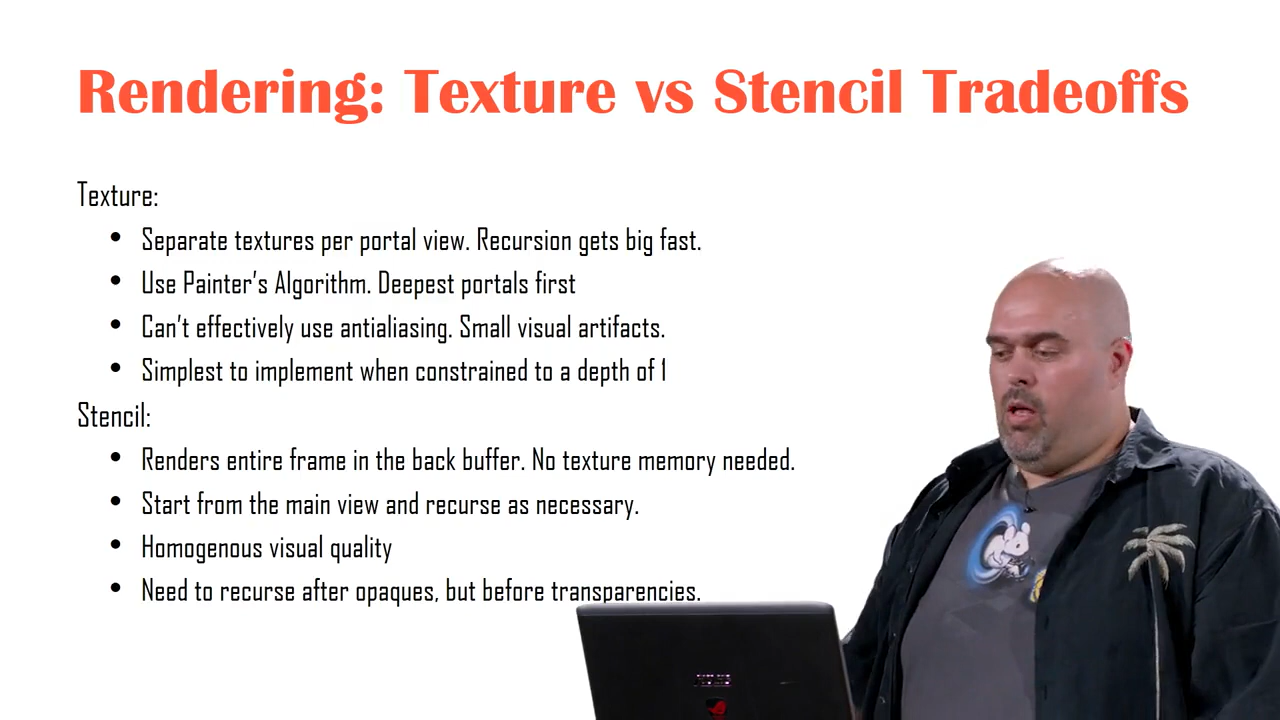 Rendering: Texture vs Stencil Tradeoffs
Texture:
• Separate textures per portal view. Recursion gets big fast.
• Use Painter's Algorithm. Deepest portals first
• Can't effectively use antialiasing. Small visual artifacts.
• Simplest to implement when constrained to a depth of 1
Stencil:
• Renders entire frame in the back buffer. No texture memory needed.
• Start from the main view and recurse as necessary.
• Homogenous visual quality
• Need to recurse after opaques, but before transparencies.